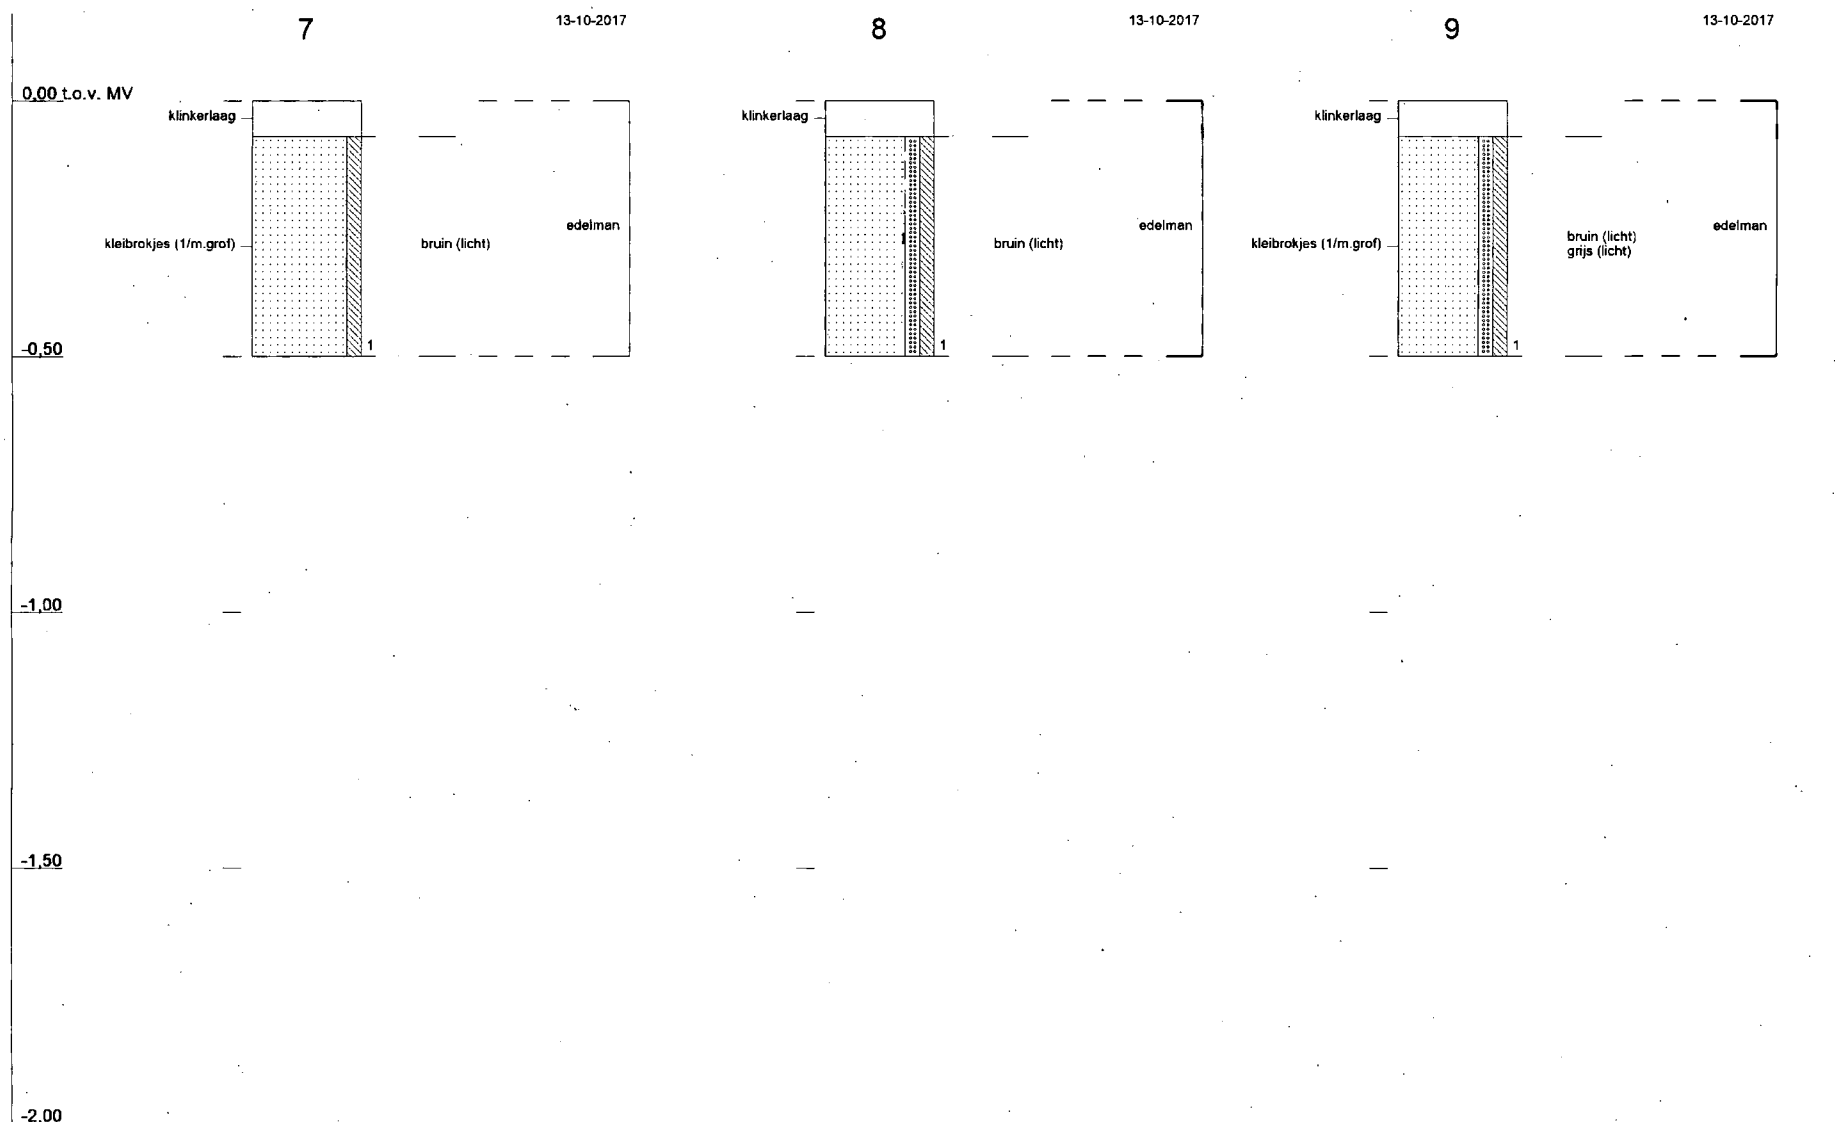 7
13-10-2017
8
13-10-2017
9
13-10-2017
0,00 t.o.v. MV
klinkerlaag
kleibrokjes (1/m.grof)
bruin (licht)
edelman
1
klinkerlaag
bruin (licht)
edelman
1
klinkerlaag
kleibrokjes (1/m.grof)
bruin (licht)
grijs (licht)
edelman
1
-0,50
-1,00
-1,50
-2,00